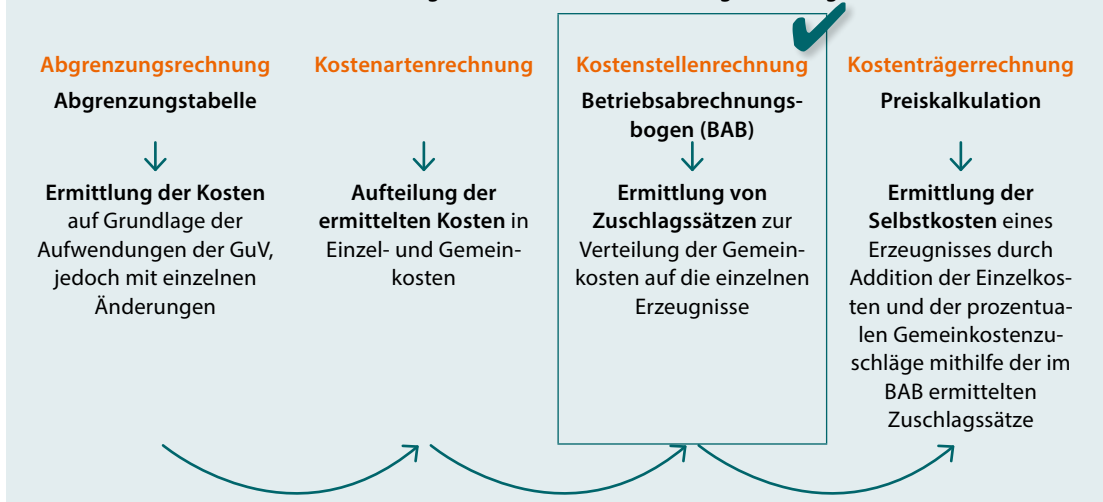 Abgrenzungsrechnung
Abgrenzungstabelle
Ermittlung der Kosten
auf Grundlage der
Aufwendungen der GuV,
jedoch mit einzelnen
Änderungen
Kostenartenrechnung
Aufteilung der
ermittelten Kosten in
Einzel- und Gemein-
kosten
Kostenstellenrechnung
Betriebsabrechnungs-
bogen (BAB)
Ermittlung von
Zuschlagssätzen zur
Verteilung der Gemein-
kosten auf die einzelnen
Erzeugnisse
Kostenträgerrechnung
Preiskalkulation
Ermittlung der
Selbstkosten eines
Erzeugnisses durch
Addition der Einzelkos-
ten und der prozentua-
len Gemeinkostenzu-
schläge mithilfe der im
BAB ermittelten
Zuschlagssätze